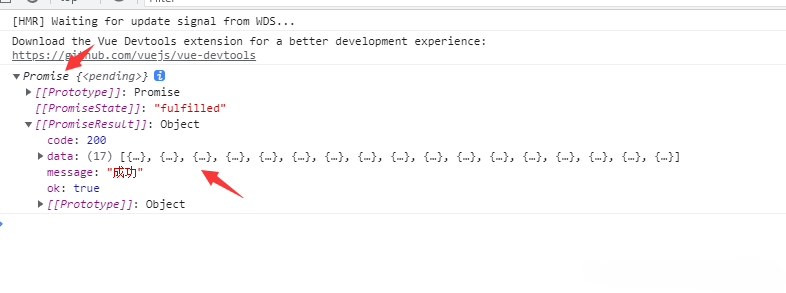 [HMR] Waiting for update signal from WDS...
Download the Vue Devtools extension for a better development experience:
https://github.com/vuejs/vue-devtools
▼Promise {<pending>} i
▶[[Prototype]]: Promise
[[PromiseState]]: "fulfilled"
▼[[PromiseResult]]: Object
code: 200
▶data: (17) [{…}, {…}, {…}, {…}, {…}, {…}, {…}, {…}, {…}, {…}, {…}, {…}, {…}, {…}, {…}, {…}, {…}]
message: "成功"
ok: true
▶[[Prototype]]: Object